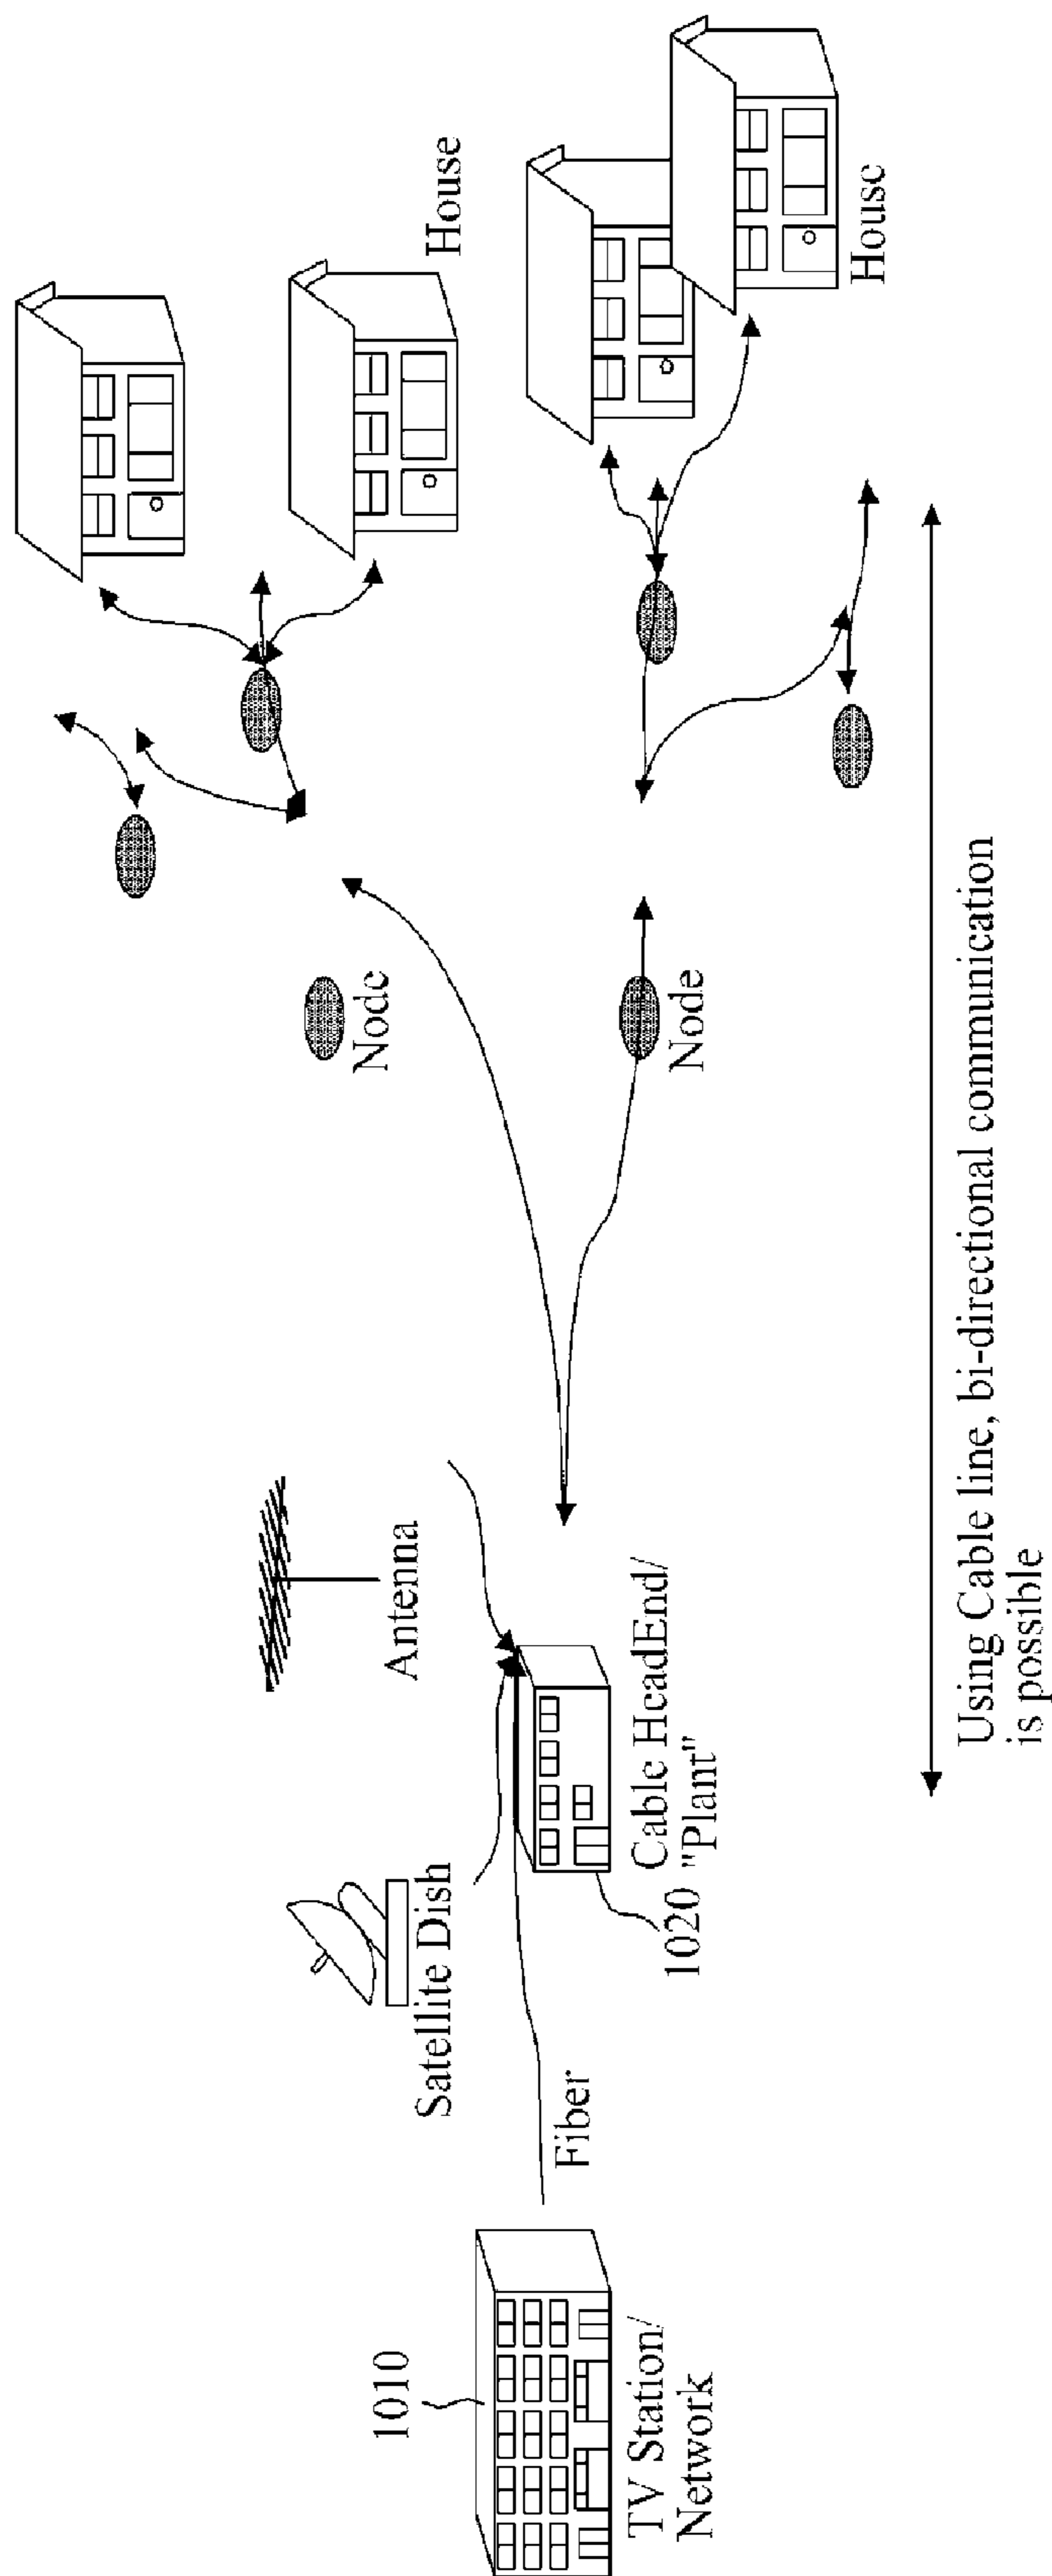 1010
TV Station/
Network
Fiber
Satellite Dish
1020
Cable HeadEnd/
"Plant"
Antenna
Node
Node
House
House
Using Cable line, bi-directional communication
is possible